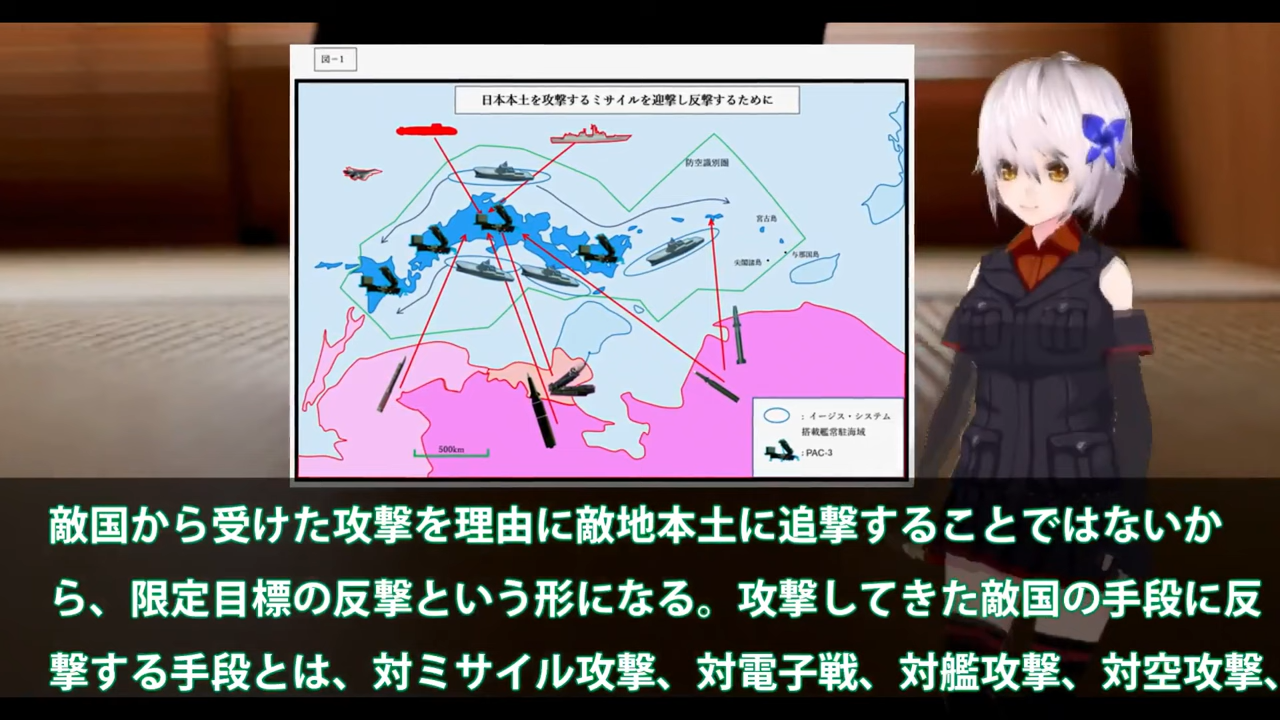 図－1
日本本土を攻撃するミサイルを迎撃し反撃するために
防空識別圏
宮古島
尖閣諸島
与那国島
500km
：イージス・システム
搭載艦常駐海域
：PAC-3
敵国から受けた攻撃を理由に敵地本土に追撃することではないか
ら、限定目標の反撃という形になる。攻撃してきた敵国の手段に反
撃する手段とは、対ミサイル攻撃、対電子戦、対艦攻撃、対空攻撃、